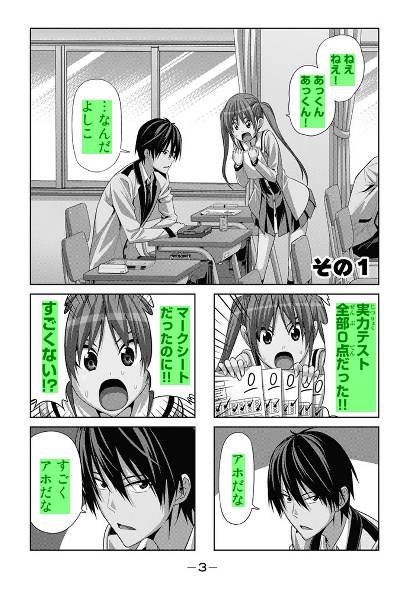 ねえ
ねえ!
あっくん
あっくん!
…なんだ
よしこ
その1
実力テスト
全部0点だった!!
マークシート
だったのに!!
すごくない!?
アホだな
すごく
アホだな
―3―